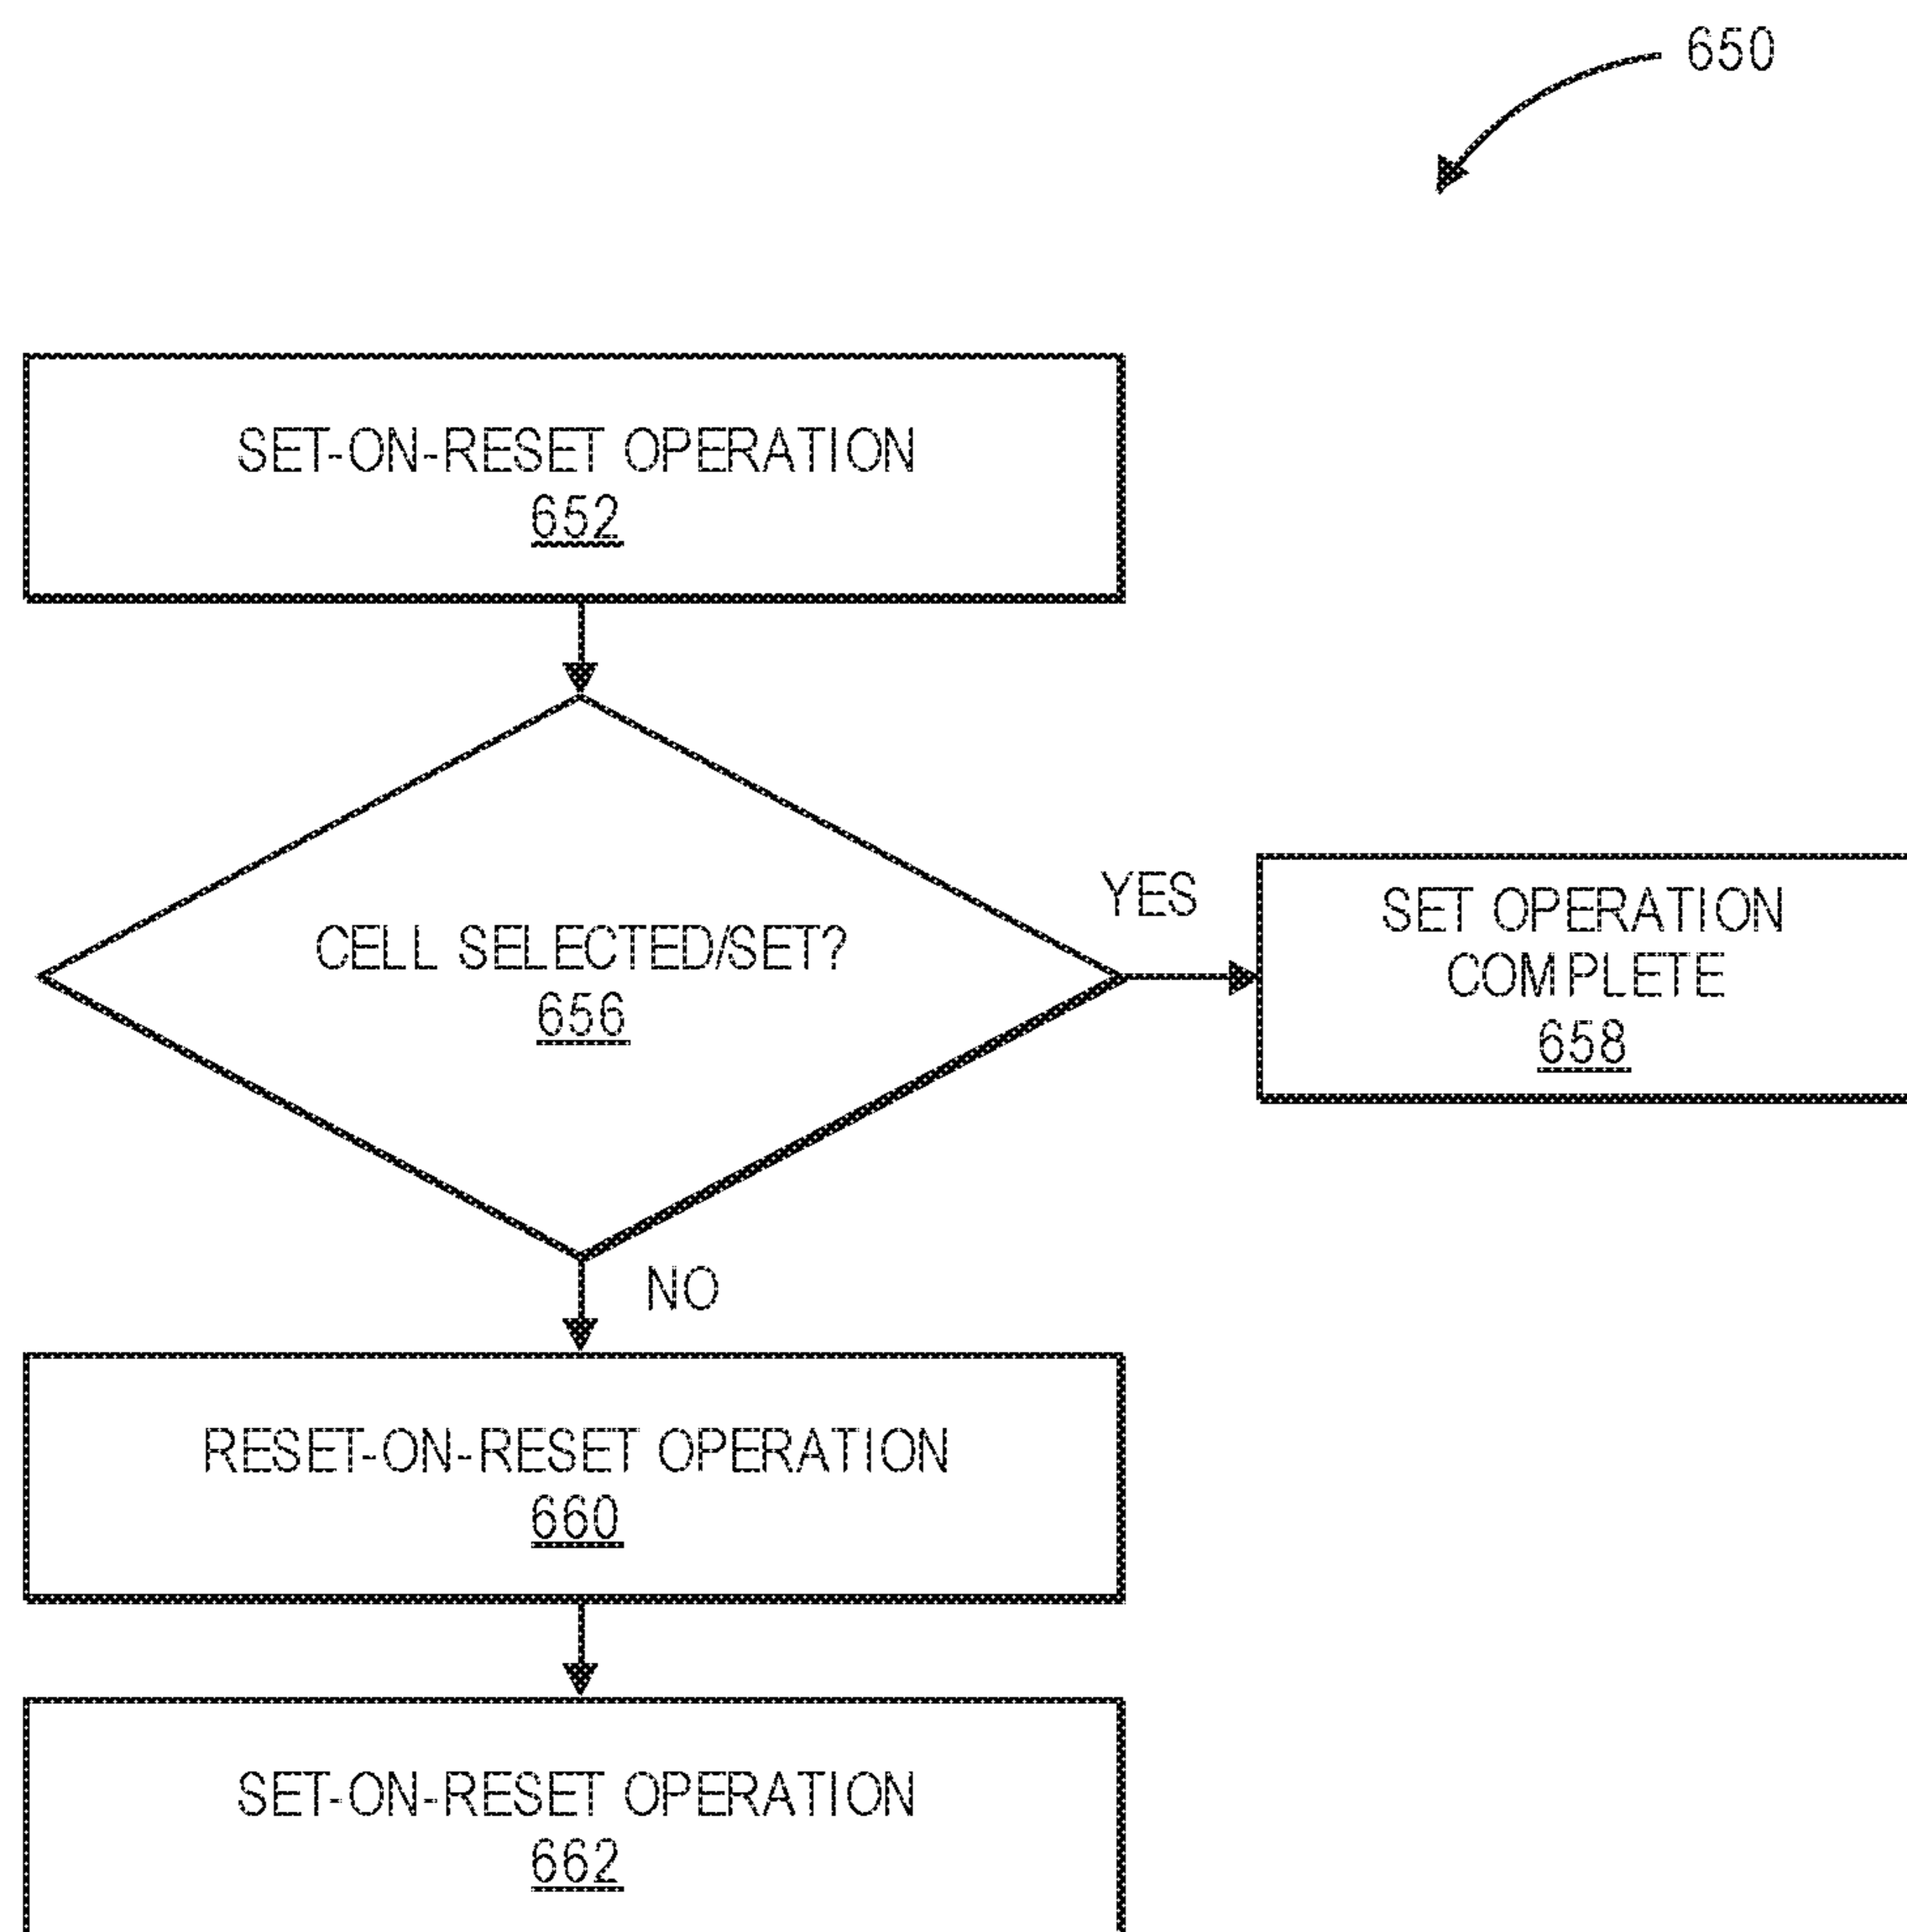 650
SET-ON-RESET OPERATION
652
CELL SELECTED/SET?
656
YES
SET OPERATION
COMPLETE
658
NO
RESET-ON-RESET OPERATION
660
SET-ON-RESET OPERATION
662